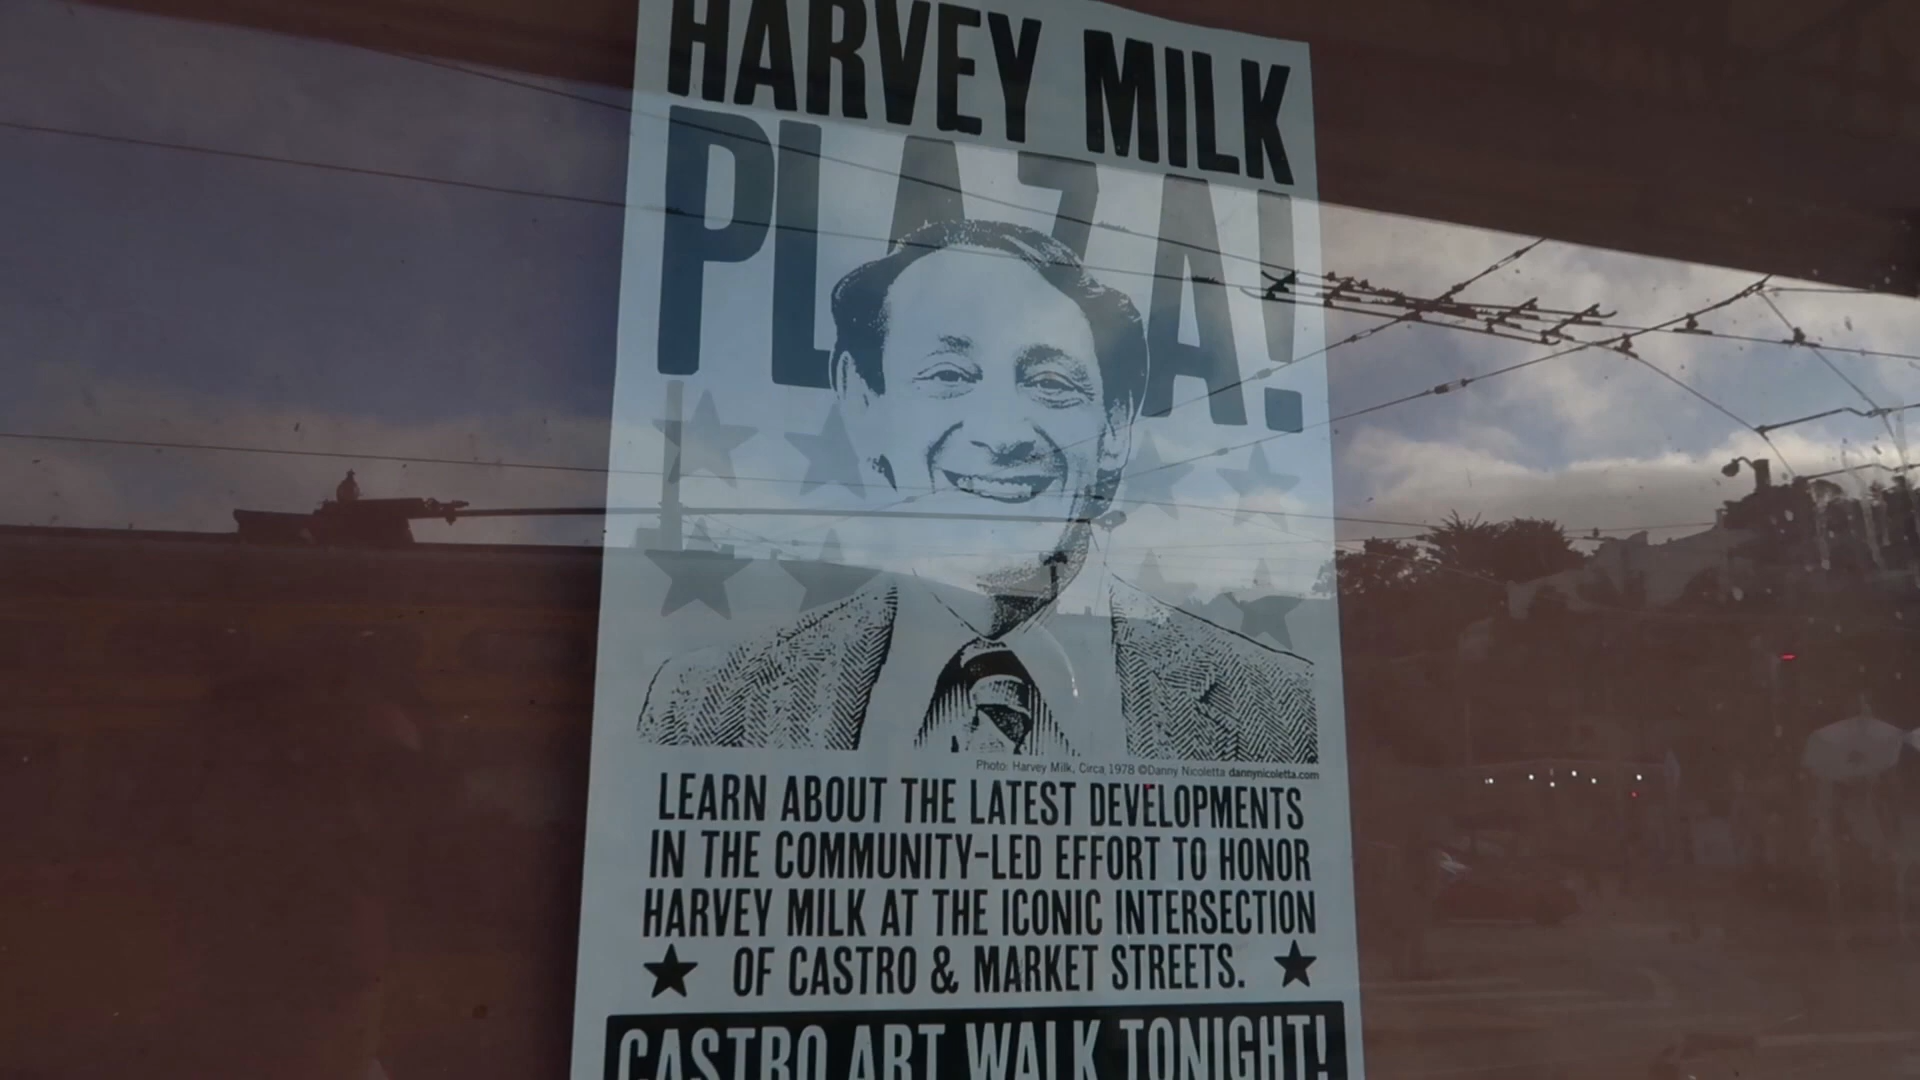 HARVEY MILK
PLAZA!
Photo: Harvey Milk, Circa 1978 ©Danny Nicoletta dannynicoletta.com
LEARN ABOUT THE LATEST DEVELOPMENTS
IN THE COMMUNITY-LED EFFORT TO HONOR
HARVEY MILK AT THE ICONIC INTERSECTION
OF CASTRO & MARKET STREETS.
CASTRO ART WALK TONIGHT!